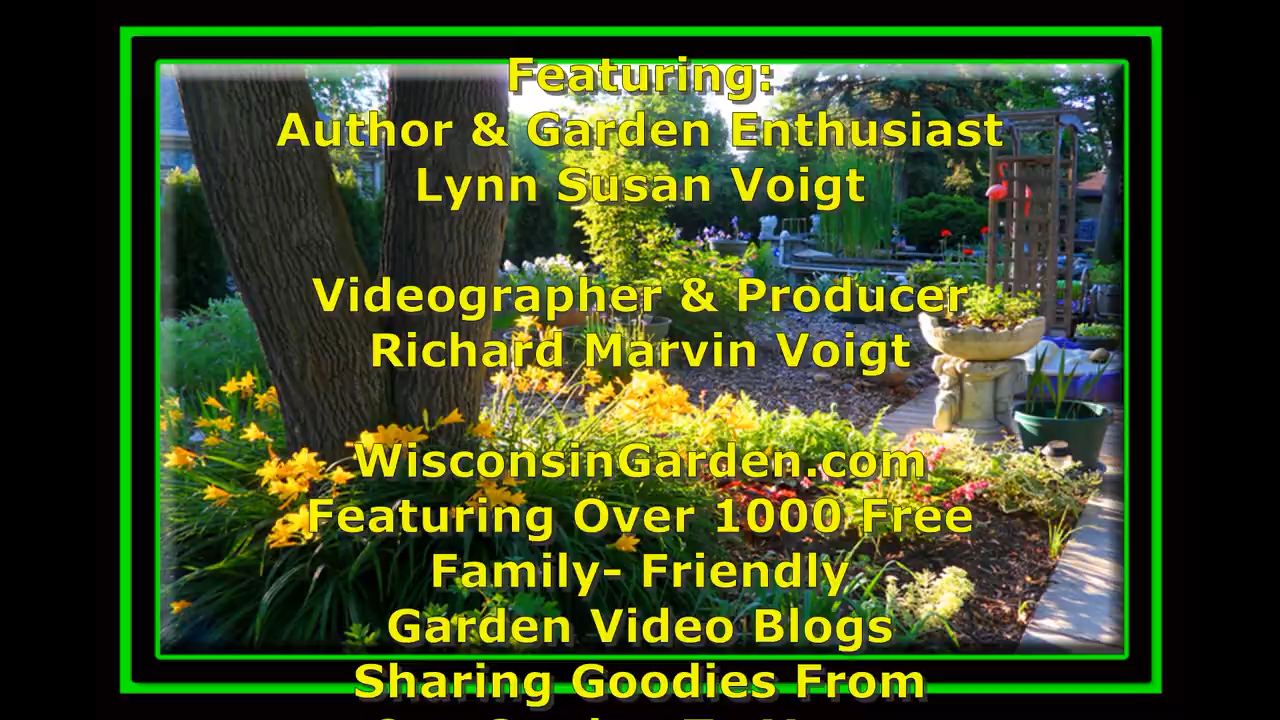 Featuring:
Author & Garden Enthusiast
Lynn Susan Voigt
Videographer & Producer
Richard Marvin Voigt
WisconsinGarden.com
Featuring Over 1000 Free
Family- Friendly
Garden Video Blogs
Sharing Goodies From